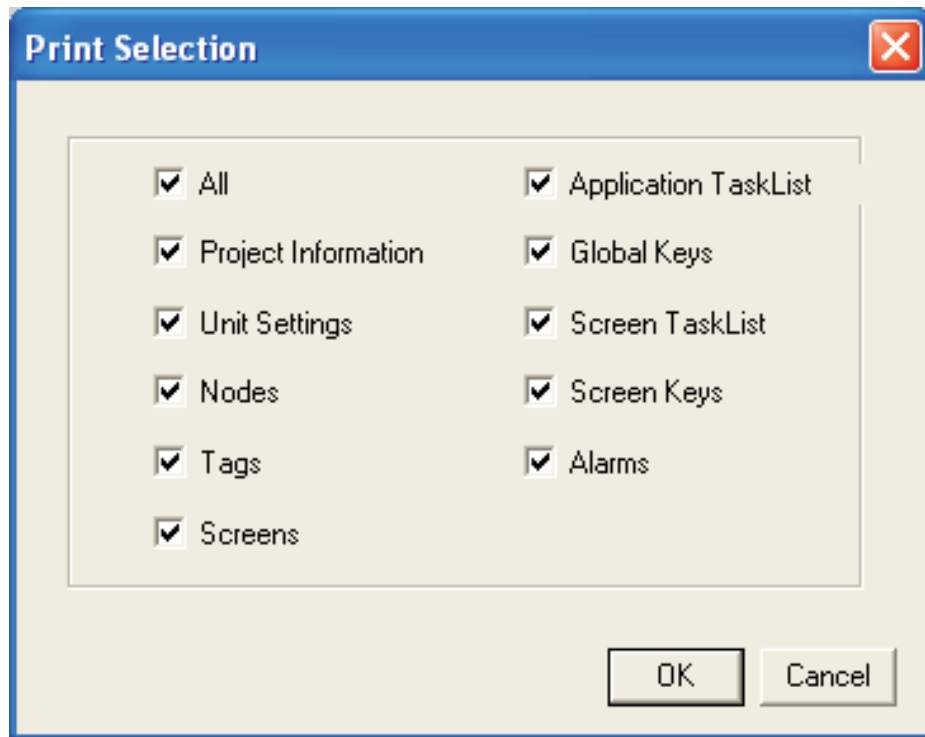 Print Selection
All
Project Information
Unit Settings
Nodes
Tags
Screens
Application TaskList
Global Keys
Screen TaskList
Screen Keys
Alarms
OK
Cancel